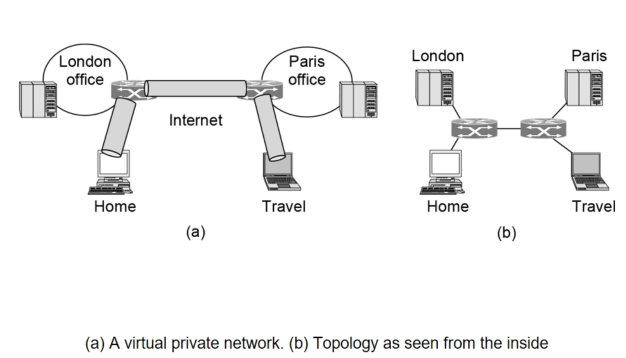 London
office
Paris
office
Internet
Home
Travel
(a)
London
Paris
Home
Travel
(b)
(a) A virtual private network. (b) Topology as seen from the inside